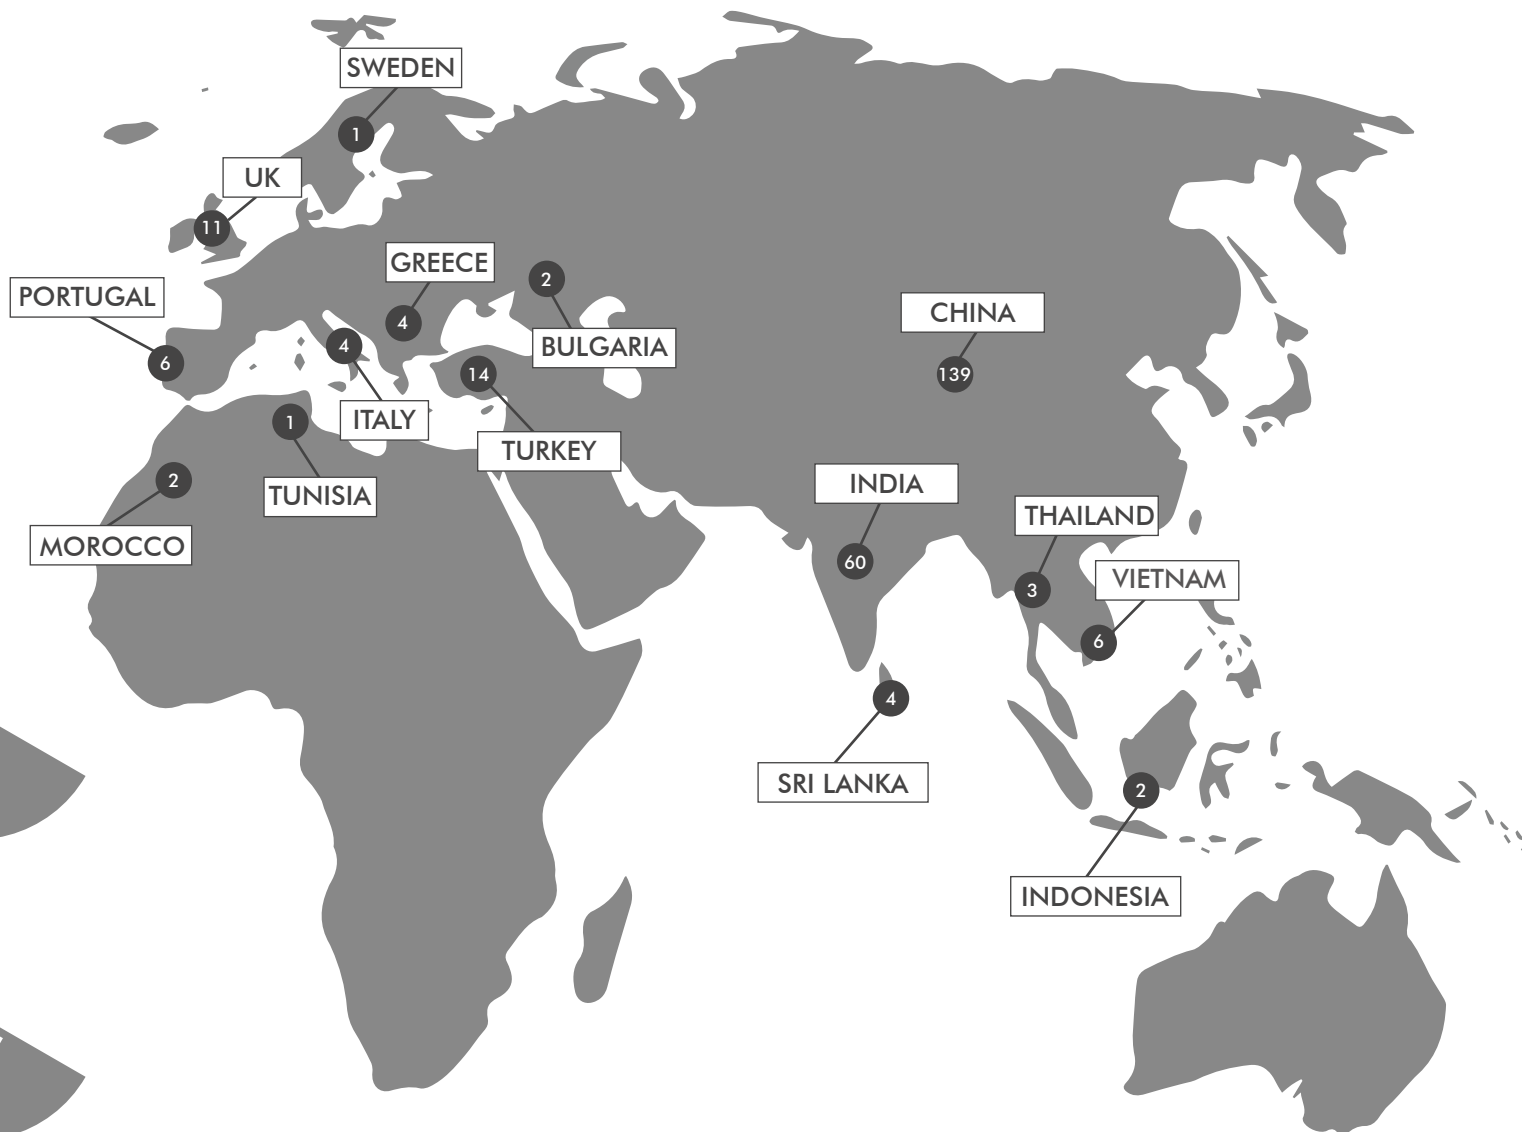 SWEDEN
1
UK
11
GREECE
4
2
BULGARIA
PORTUGAL
6
4
ITALY
14
TURKEY
1
TUNISIA
2
MOROCCO
CHINA
139
INDIA
60
THAILAND
3
VIETNAM
6
4
SRI LANKA
2
INDONESIA